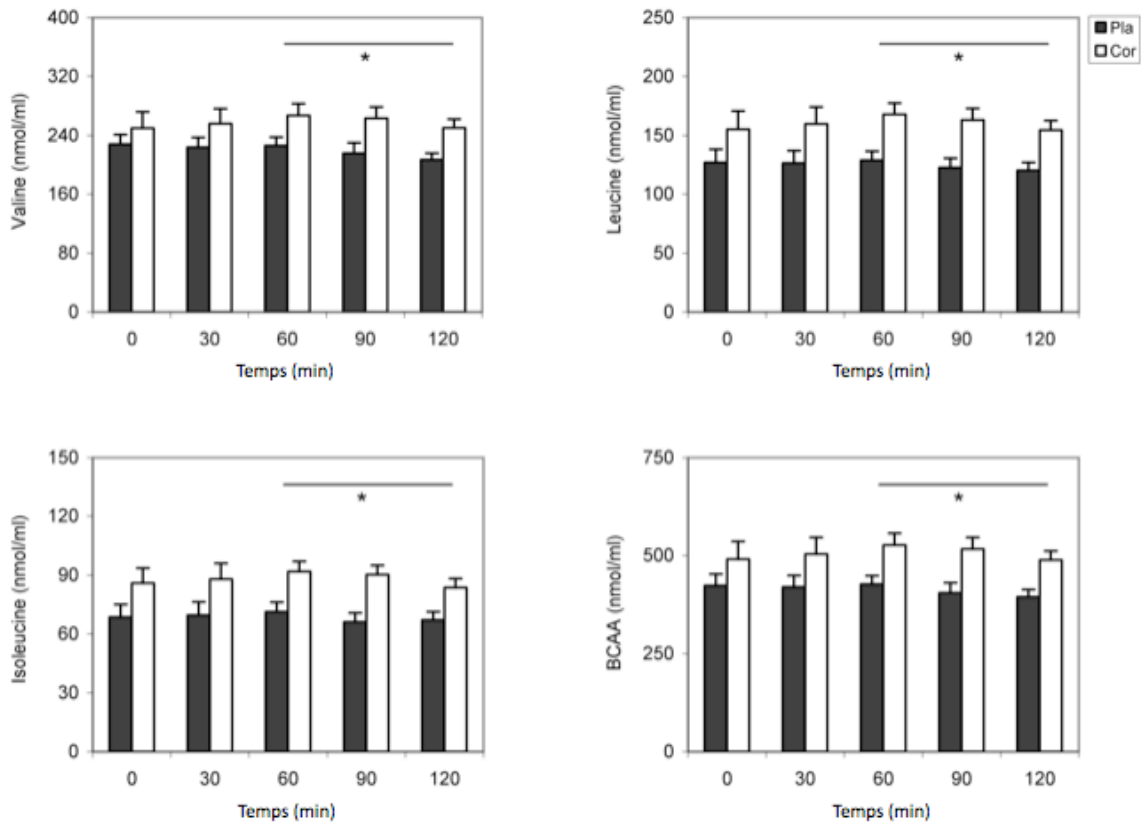 400
320
240
160
80
0
Valine (nmol/ml)
*
0 30 60 90 120
Temps (min)
250
200
150
100
50
0
Leucine (nmol/ml)
*
0 30 60 90 120
Temps (min)
Pla
Cor
150
120
90
60
30
0
Isoleucine (nmol/ml)
*
0 30 60 90 120
Temps (min)
750
500
250
0
BCAA (nmol/ml)
*
0 30 60 90 120
Temps (min)